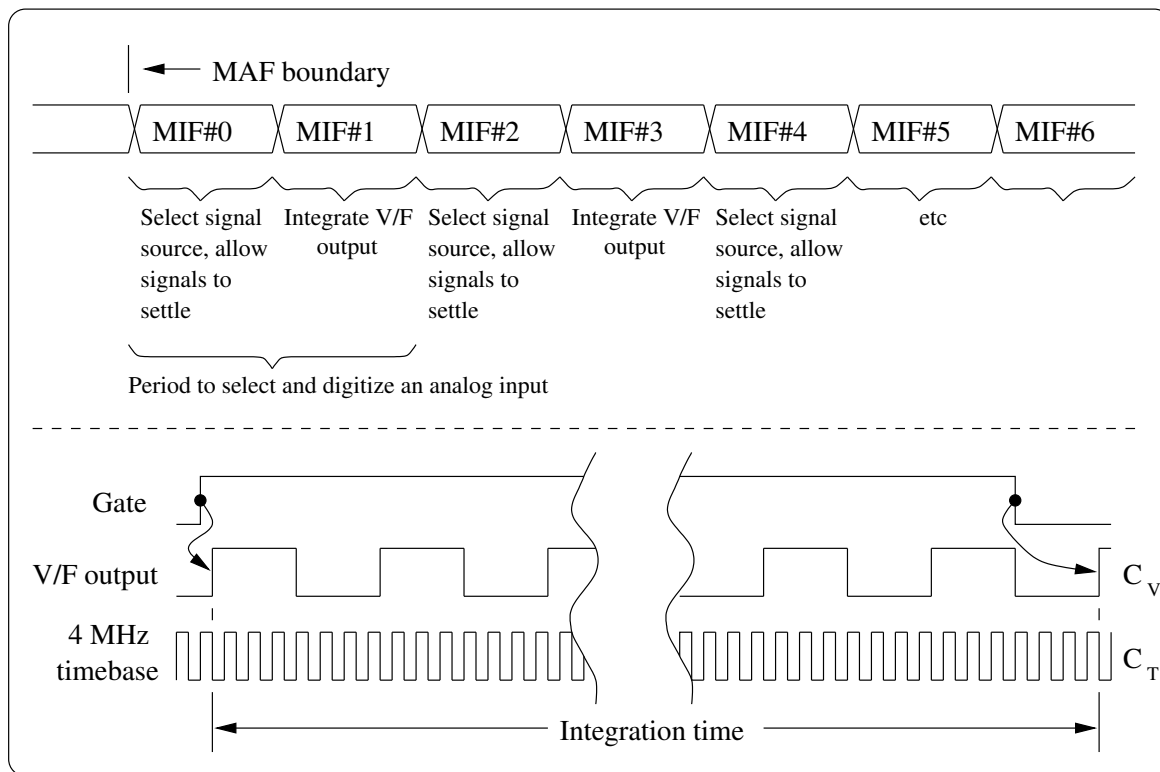 MAF boundary
MIF#0 MIF#1 MIF#2 MIF#3 MIF#4 MIF#5 MIF#6
Select signal
source, allow
signals to
settle
Integrate V/F
output
Select signal
source, allow
signals to
settle
Integrate V/F
output
Select signal
source, allow
signals to
settle
etc
Period to select and digitize an analog input
Gate
V/F output
C V
4 MHz
timebase
C T
Integration time